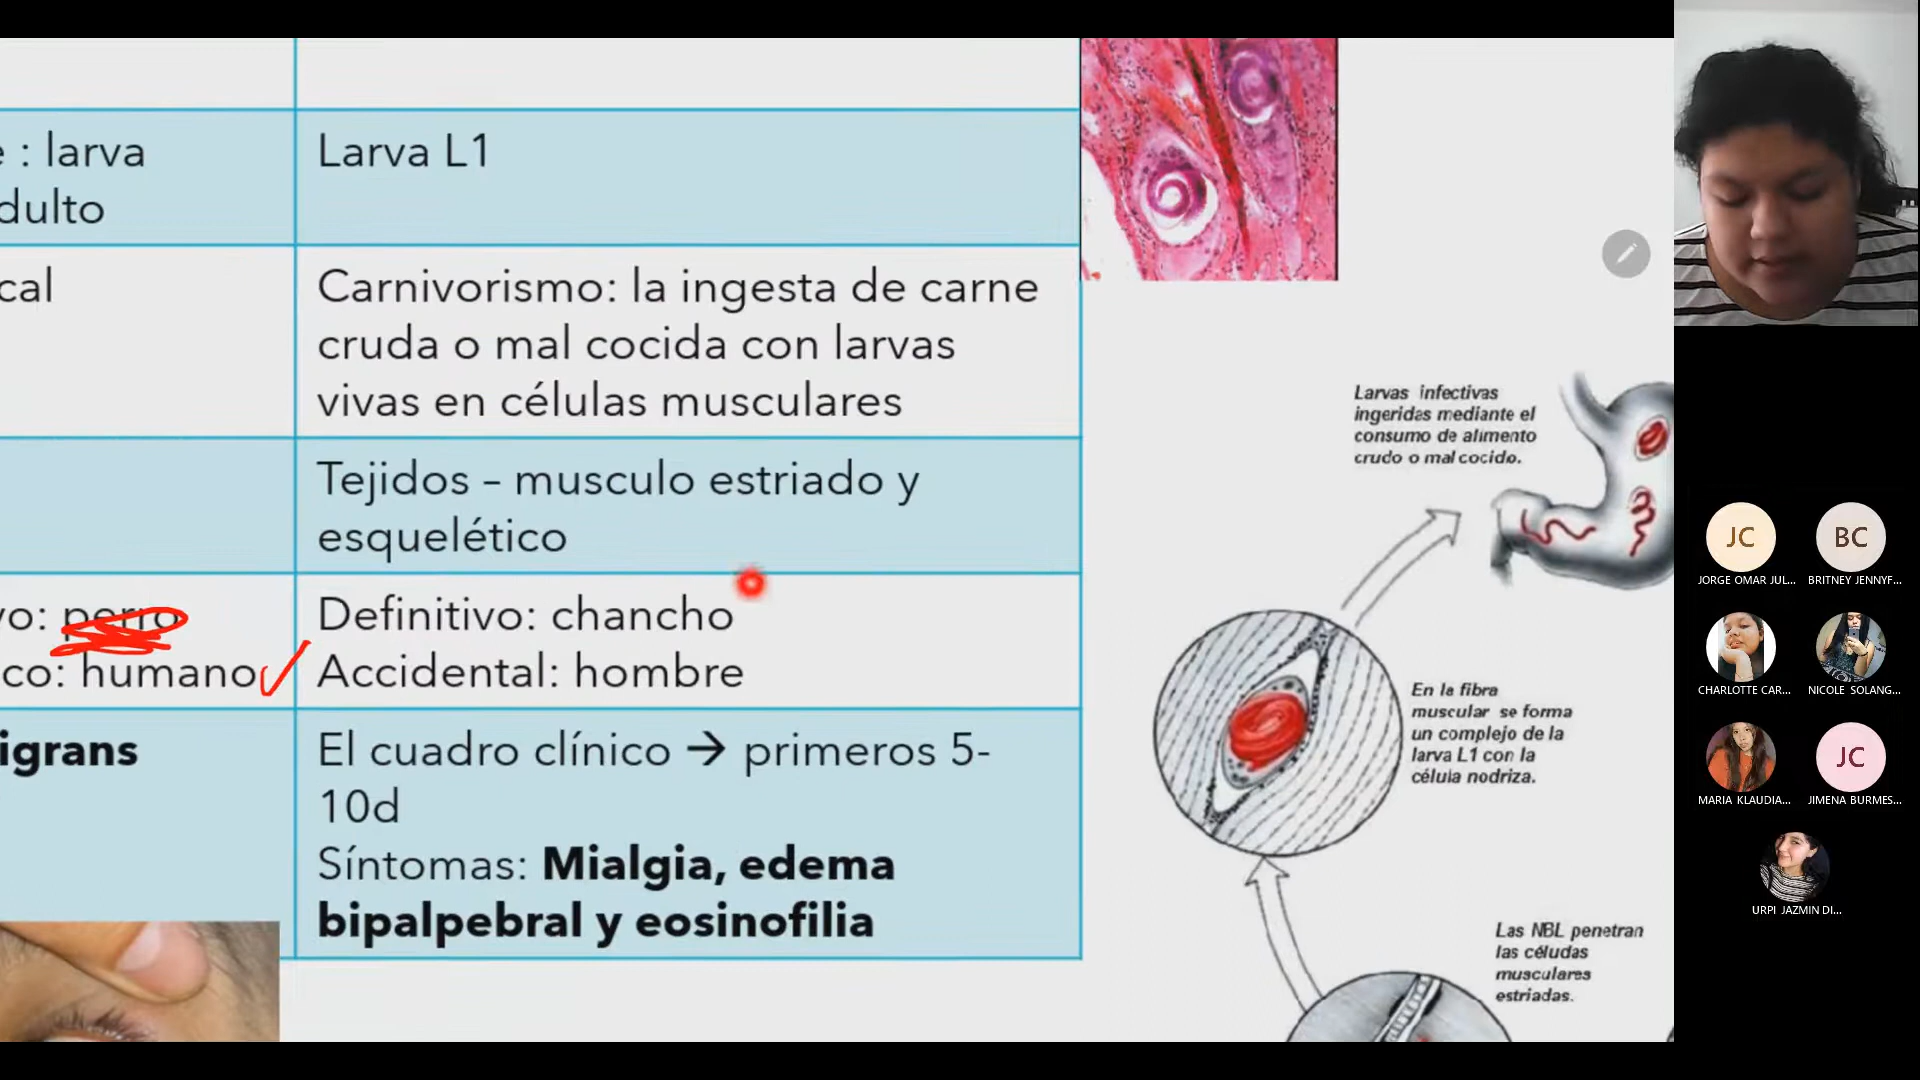 e : larva
dulto
Larva L1
cal
Carnivorismo: la ingesta de carne
cruda o mal cocida con larvas
vivas en células musculares
Tejidos – musculo estriado y
esquelético
vo: perro
co: humano
Definitivo: chancho
Accidental: hombre
igrans
El cuadro clínico → primeros 5-
10d
Síntomas: Mialgia, edema
bipalpebral y eosinofilia
Larvas infectivas
ingeridas mediante el
consumo de alimento
crudo o mal cocido.
En la fibra
muscular se forma
un complejo de la
larva L1 con la
célula nodriza.
Las NBL penetran
las céludas
musculares
estriadas.
JC
JORGE OMAR JUL...
BC
BRITNEY JENNYF...
CHARLOTTE CAR...
NICOLE SOLANG...
MARIA KLAUDIA...
JC
JIMENA BURMES...
URPI JAZMIN DI...